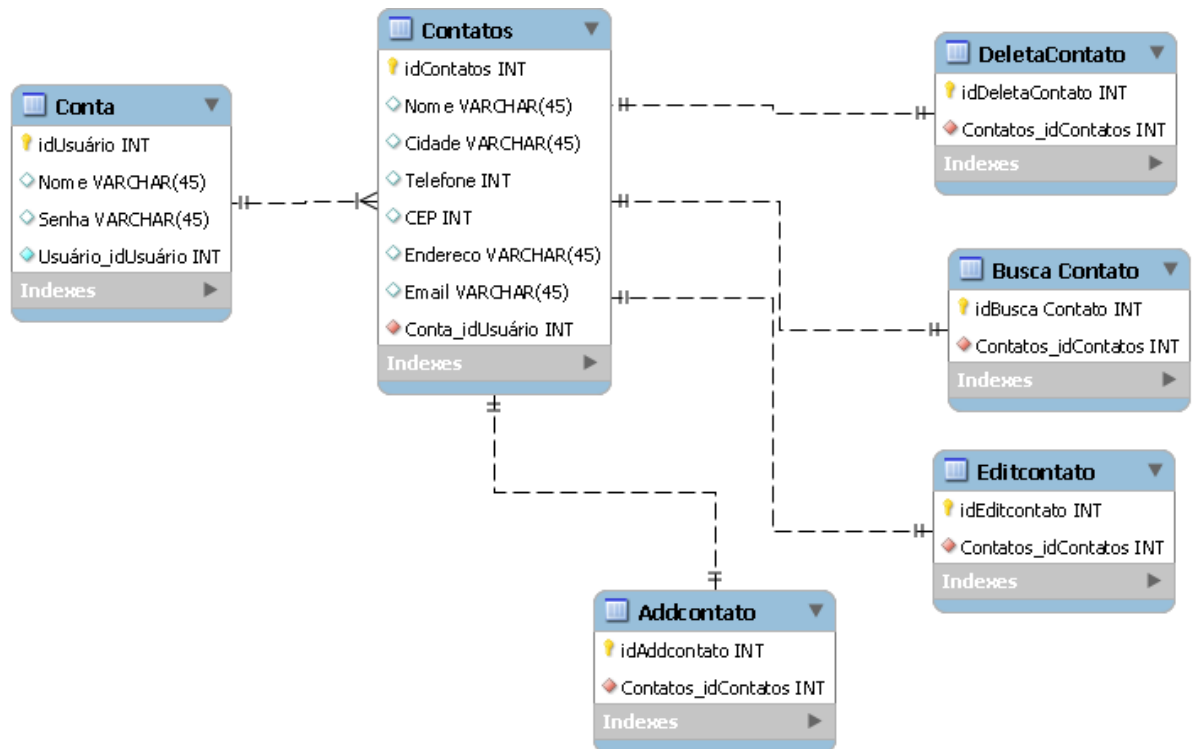 Conta
idUsuário INT
Nome VARCHAR(45)
Senha VARCHAR(45)
Usuário_idUsuário INT
Indexes
Contatos
idContatos INT
Nome VARCHAR(45)
Cidade VARCHAR(45)
Telefone INT
CEP INT
Endereco VARCHAR(45)
Email VARCHAR(45)
Conta_idUsuário INT
Indexes
DeletaContato
idDeletaContato INT
Contatos_idContatos INT
Indexes
Busca Contato
idBusca Contato INT
Contatos_idContatos INT
Indexes
Editcontato
idEditcontato INT
Contatos_idContatos INT
Indexes
Addcontato
idAddcontato INT
Contatos_idContatos INT
Indexes